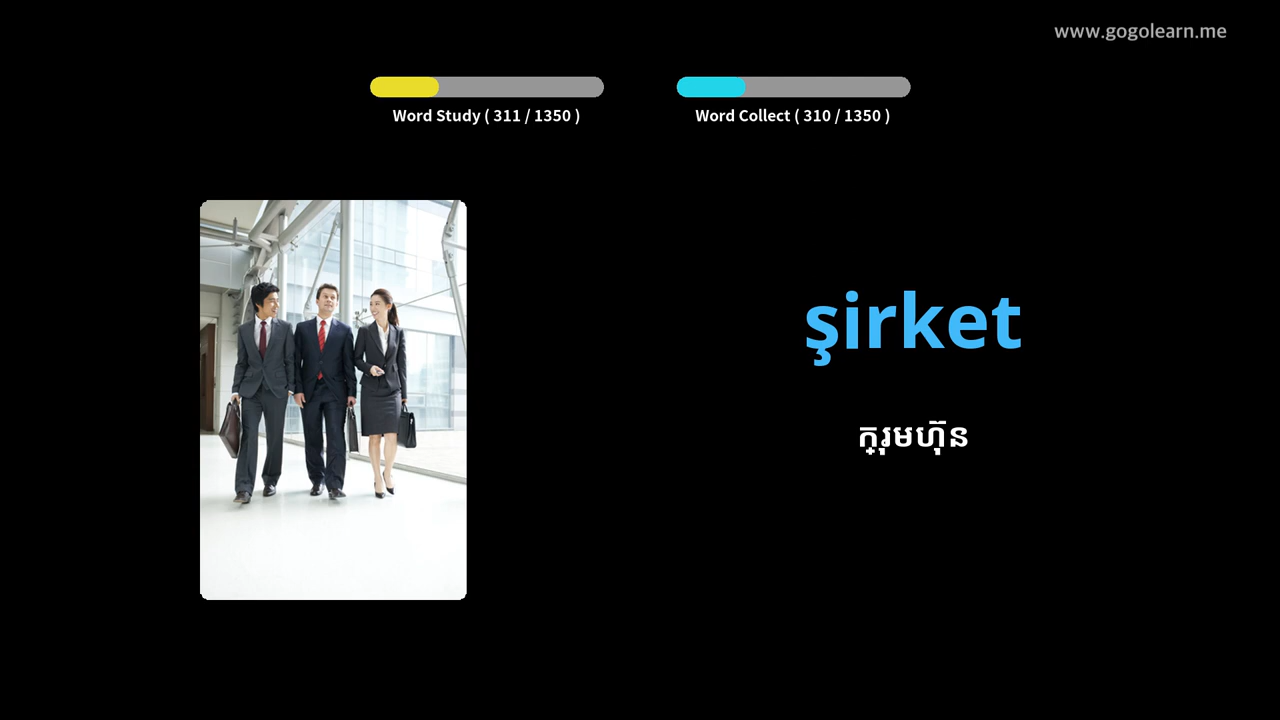 www.gogolearn.me
Word Study ( 311 / 1350 )
Word Collect ( 310 / 1350 )
şirket
ក្រុមហ៊ុន